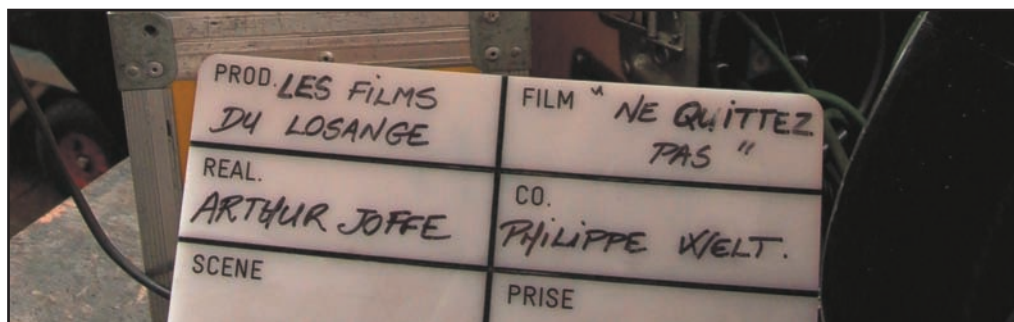 PROD. LES FILMS
DU LOSANGE
FILM " NE QUITTEZ
PAS "
REAL.
ARTHUR JOFFE
CO.
PHILIPPE WELT.
SCENE
PRISE